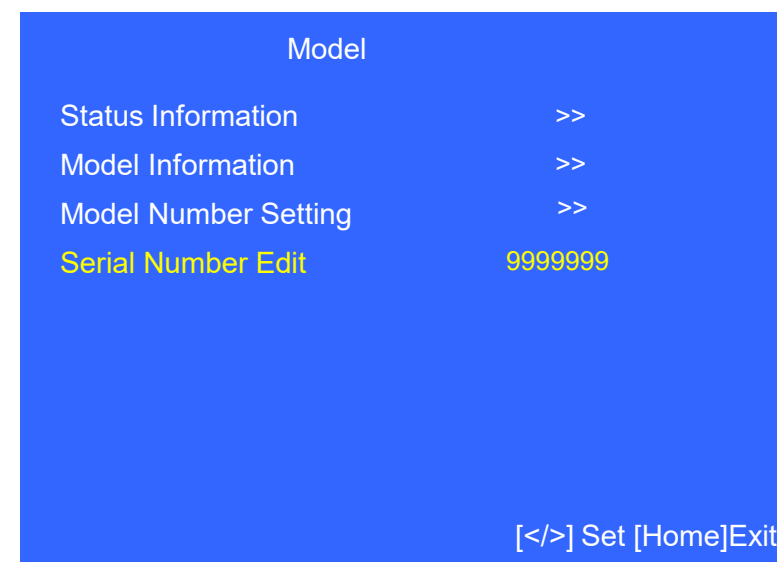 Model
Status Information >>
Model Information >>
Model Number Setting >>
Serial Number Edit 9999999
[</>] Set [Home]Exit